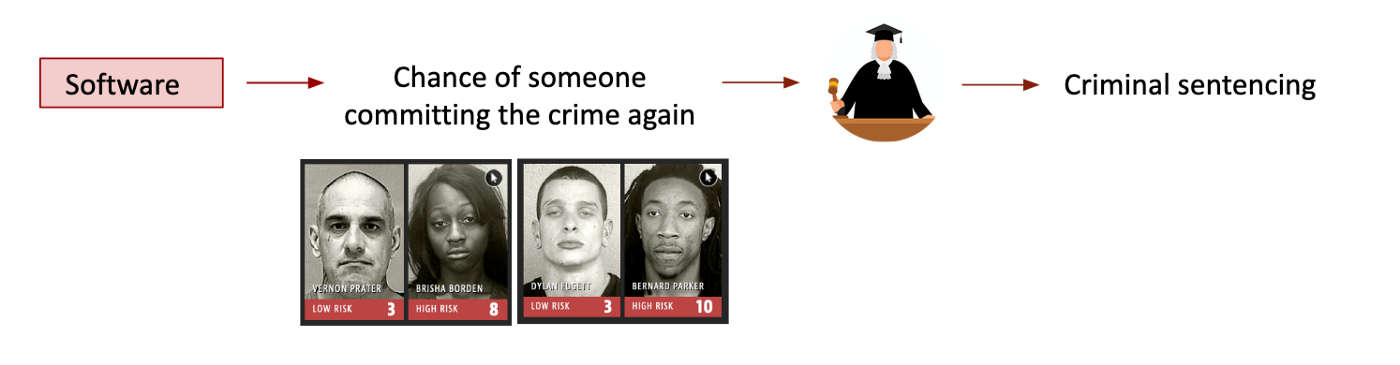 Software
Chance of someone
committing the crime again
Criminal sentencing
VERNON PRATER
LOW RISK 3
BRISHA BORDEN
HIGH RISK 8
DYLAN FUGETT
LOW RISK 3
BERNARD PARKER
HIGH RISK 10